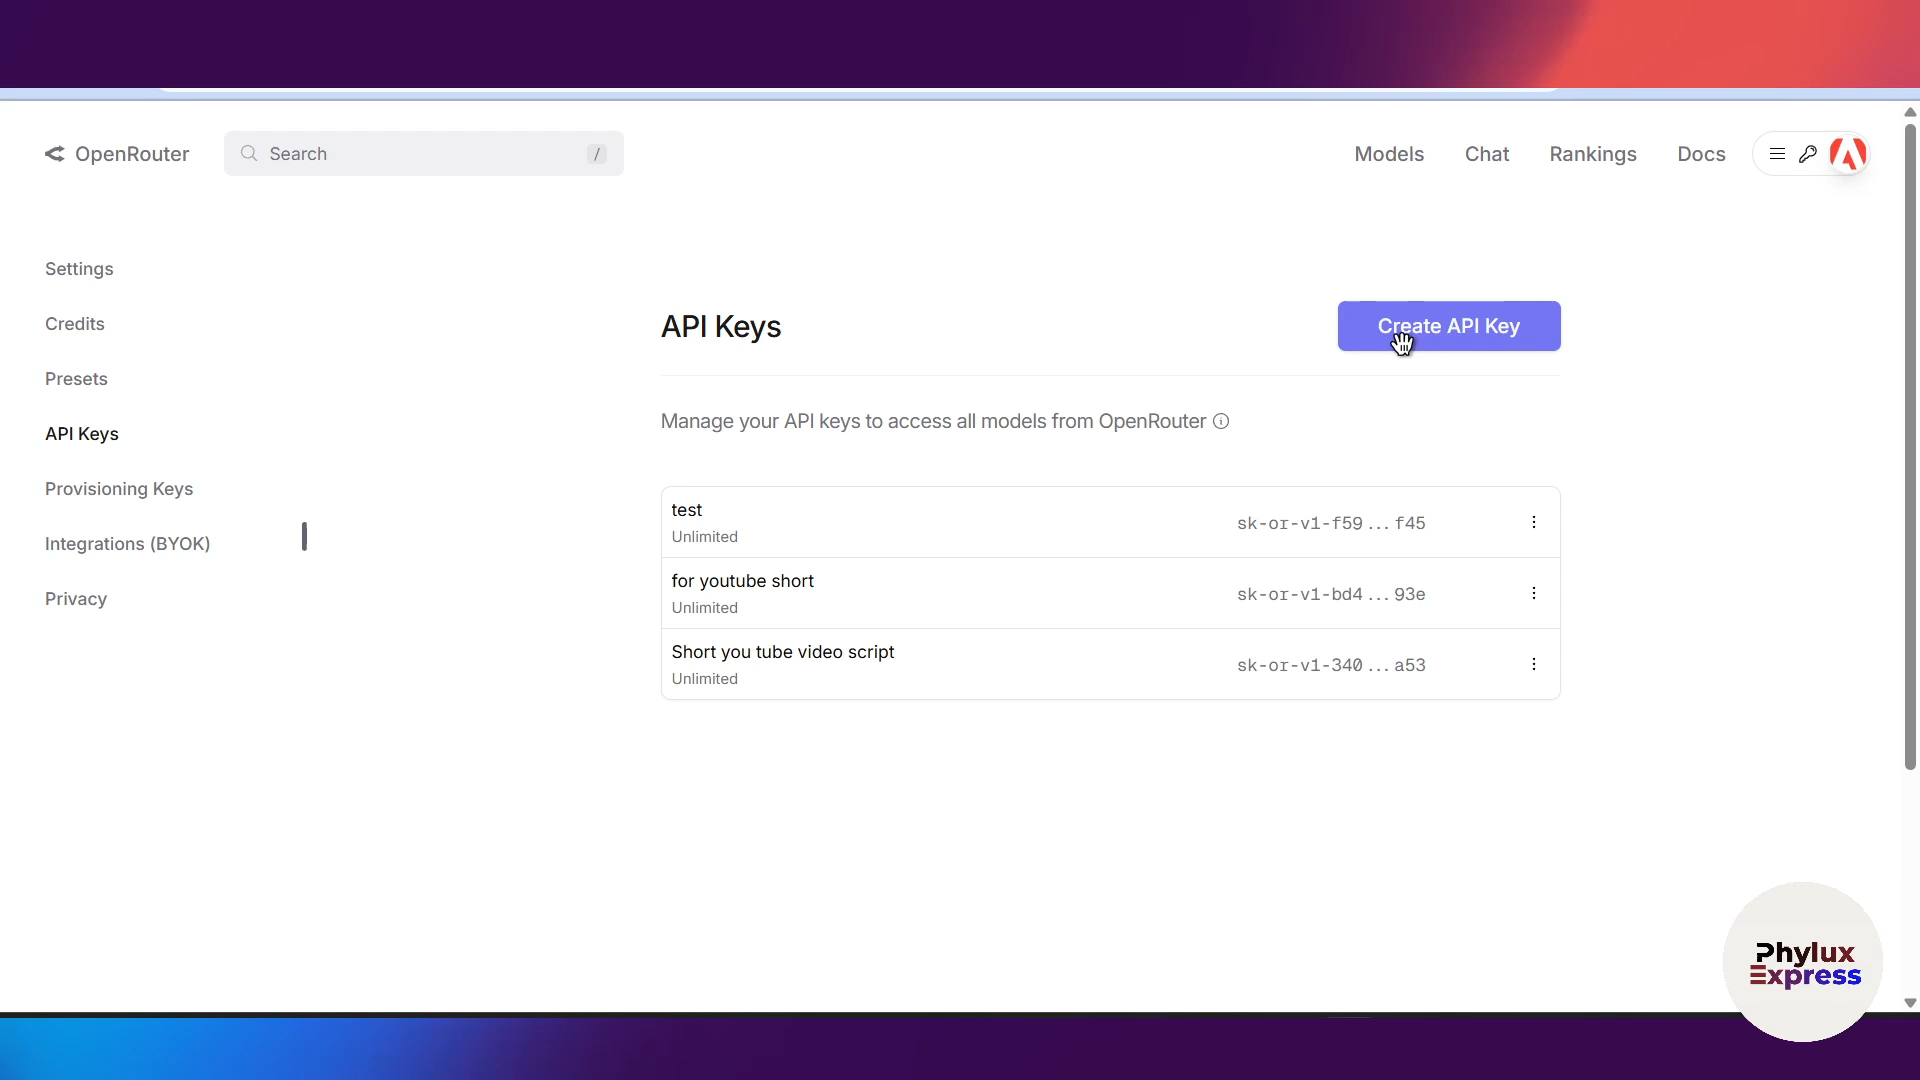 OpenRouter
Search /
Models Chat Rankings Docs
Settings
Credits
Presets
API Keys
Provisioning Keys
Integrations (BYOK)
Privacy
API Keys
Create API Key
Manage your API keys to access all models from OpenRouter
test
Unlimited
sk-or-v1-f59...f45
for youtube short
Unlimited
sk-or-v1-bd4...93e
Short you tube video script
Unlimited
sk-or-v1-340...a53
Phylux
Express